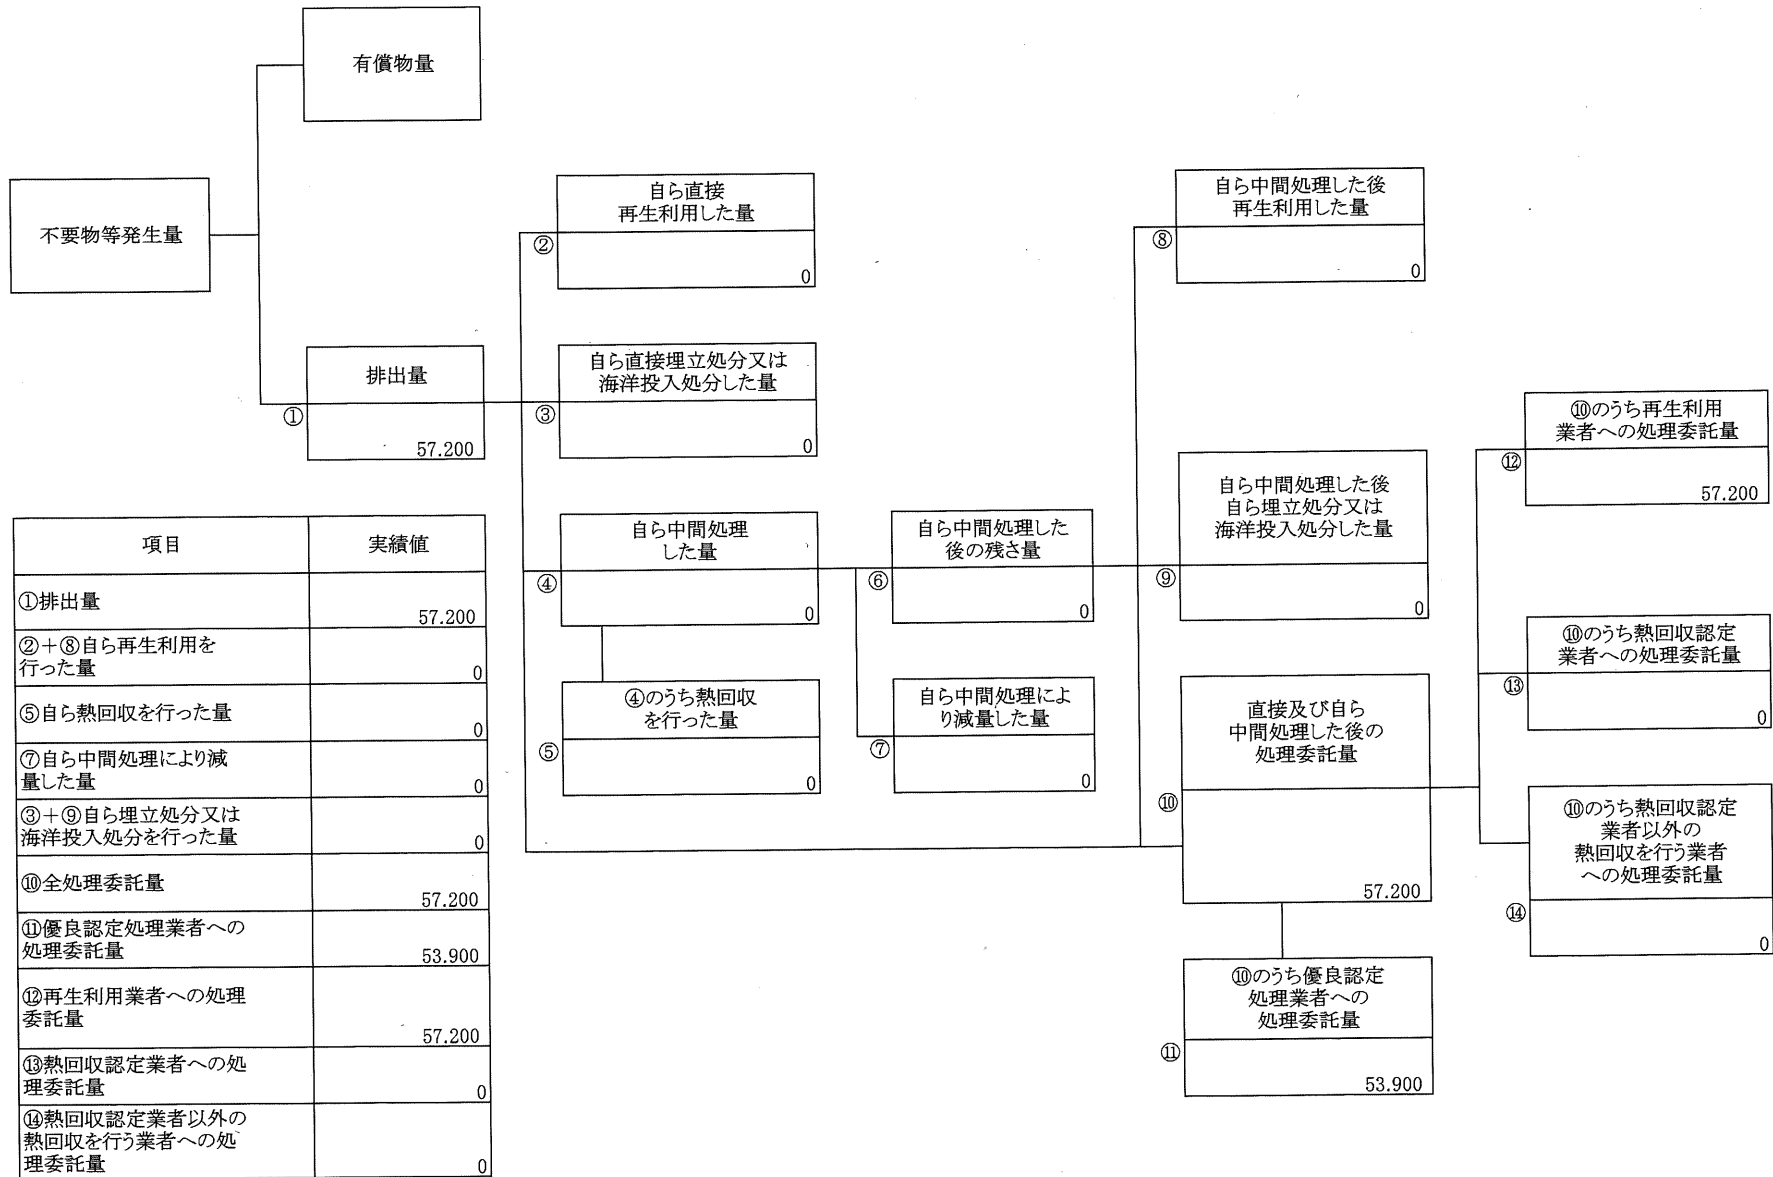 有償物量
不要物等発生量
排出量
①
57.200
自ら直接
再生利用した量
②
0
自ら直接埋立処分又は
海洋投入処分した量
③
0
自ら中間処理
した量
④
0
④のうち熱回収
を行った量
⑤
0
自ら中間処理した
後の残さ量
⑥
0
自ら中間処理によ
り減量した量
⑦
0
自ら中間処理した後
再生利用した量
⑧
0
自ら中間処理した後
自ら埋立処分又は
海洋投入処分した量
⑨
0
直接及び自ら
中間処理した後の
処理委託量
⑩
57.200
⑩のうち優良認定
処理業者への
処理委託量
⑪
53.900
⑩のうち再生利用
業者への処理委託量
⑫
57.200
⑩のうち熱回収認定
業者への処理委託量
⑬
0
⑩のうち熱回収認定
業者以外の
熱回収を行う業者
への処理委託量
⑭
0
項目 実績値
①排出量
57.200
②+⑧自ら再生利用を
行った量
0
⑤自ら熱回収を行った量
0
⑦自ら中間処理により減
量した量
0
③+⑨自ら埋立処分又は
海洋投入処分を行った量
0
⑩全処理委託量
57.200
⑪優良認定処理業者への
処理委託量
53.900
⑫再生利用業者への処理
委託量
57.200
⑬熱回収認定業者への処
理委託量
0
⑭熱回収認定業者以外の
熱回収を行う業者への処
理委託量
0